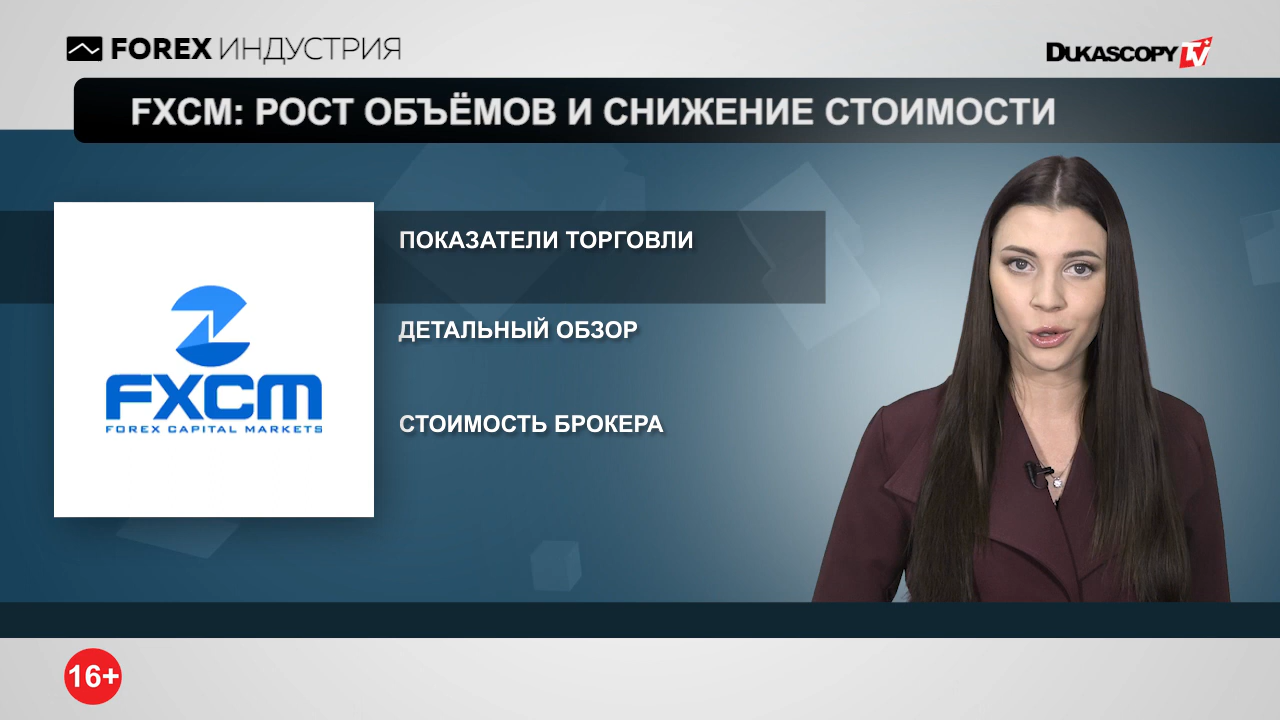 FOREX ИНДУСТРИЯ
DUKASCOPY TV
FXCM: РОСТ ОБЪЁМОВ И СНИЖЕНИЕ СТОИМОСТИ
ПОКАЗАТЕЛИ ТОРГОВЛИ
ДЕТАЛЬНЫЙ ОБЗОР
СТОИМОСТЬ БРОКЕРА
FXCM
FOREX CAPITAL MARKETS
16+